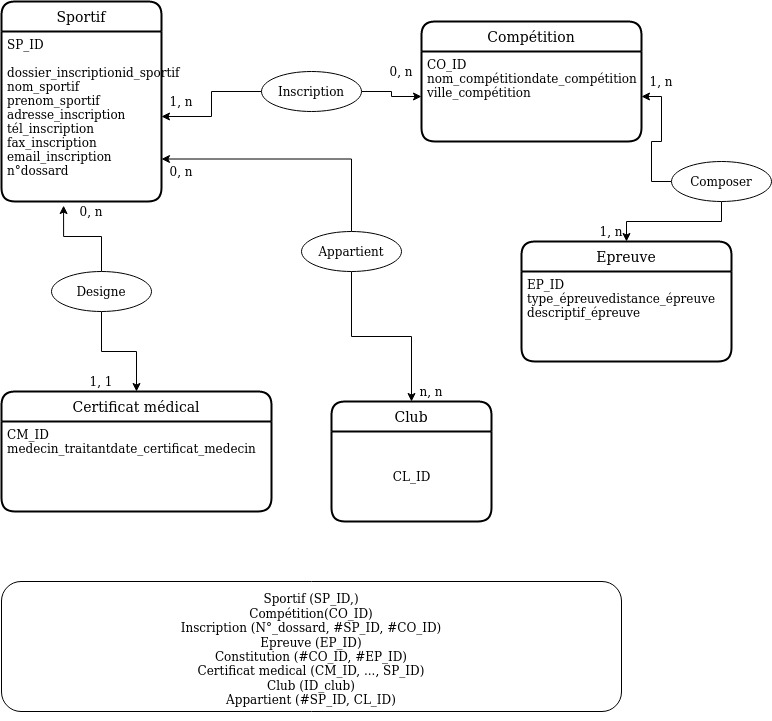 Sportif
SP_ID
dossier_inscriptionid_sportif
nom_sportif
prenom_sportif
adresse_inscription
tél_inscription
fax_inscription
email_inscription
n°dossard
Inscription
1, n
0, n
Compétition
CO_ID
nom_compétitiondate_compétition
ville_compétition
1, n
Composer
1, n
Epreuve
EP_ID
type_épreuvedistance_épreuve
descriptif_épreuve
0, n
Appartient
n, n
Club
CL_ID
0, n
Designe
1, 1
Certificat médical
CM_ID
medecin_traitantdate_certificat_medecin
Sportif (SP_ID,)
Compétition(CO_ID)
Inscription (N°_dossard, #SP_ID, #CO_ID)
Epreuve (EP_ID)
Constitution (#CO_ID, #EP_ID)
Certificat medical (CM_ID, ..., SP_ID)
Club (ID_club)
Appartient (#SP_ID, CL_ID)